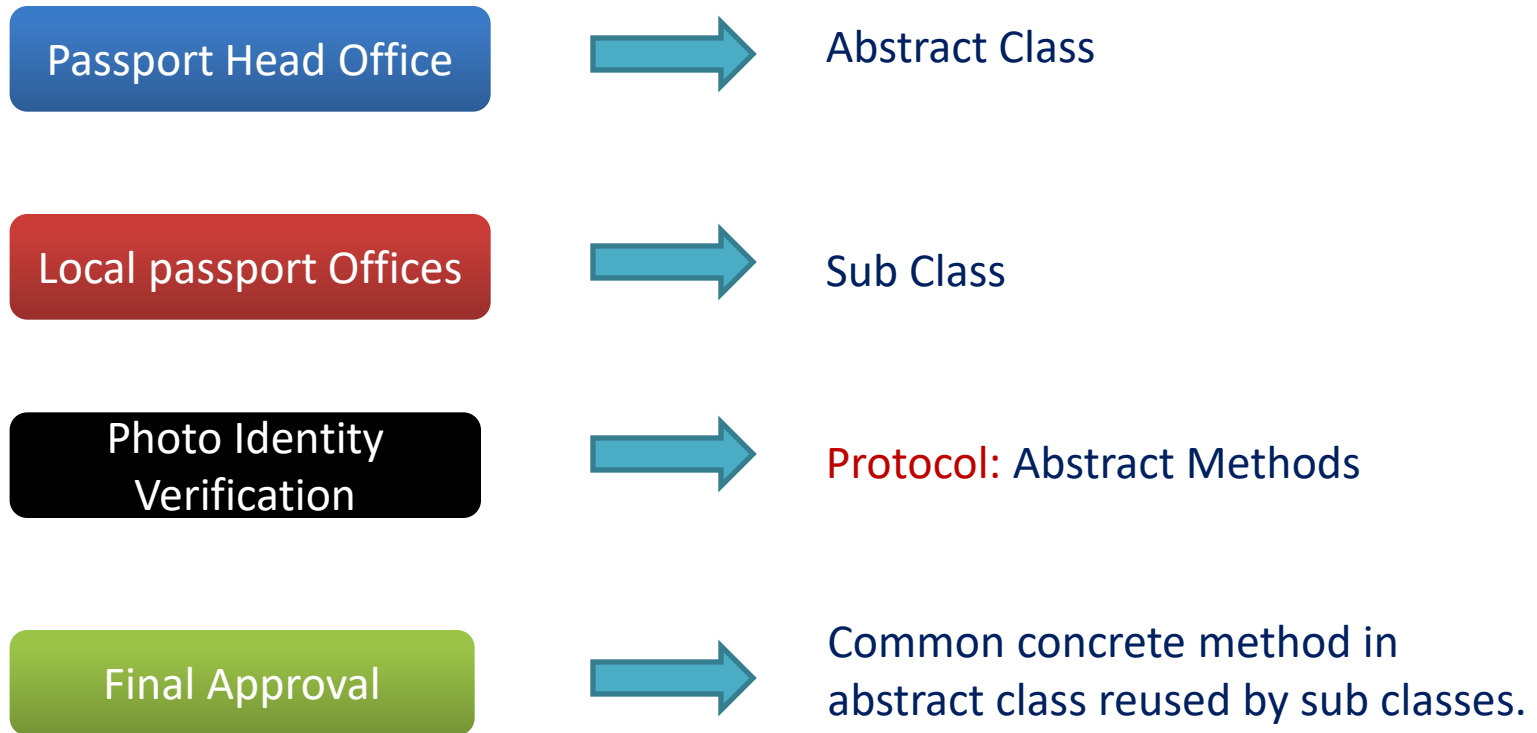 Passport Head Office
Abstract Class
Local passport Offices
Sub Class
Photo Identity
Verification
Protocol: Abstract Methods
Final Approval
Common concrete method in
abstract class reused by sub classes.